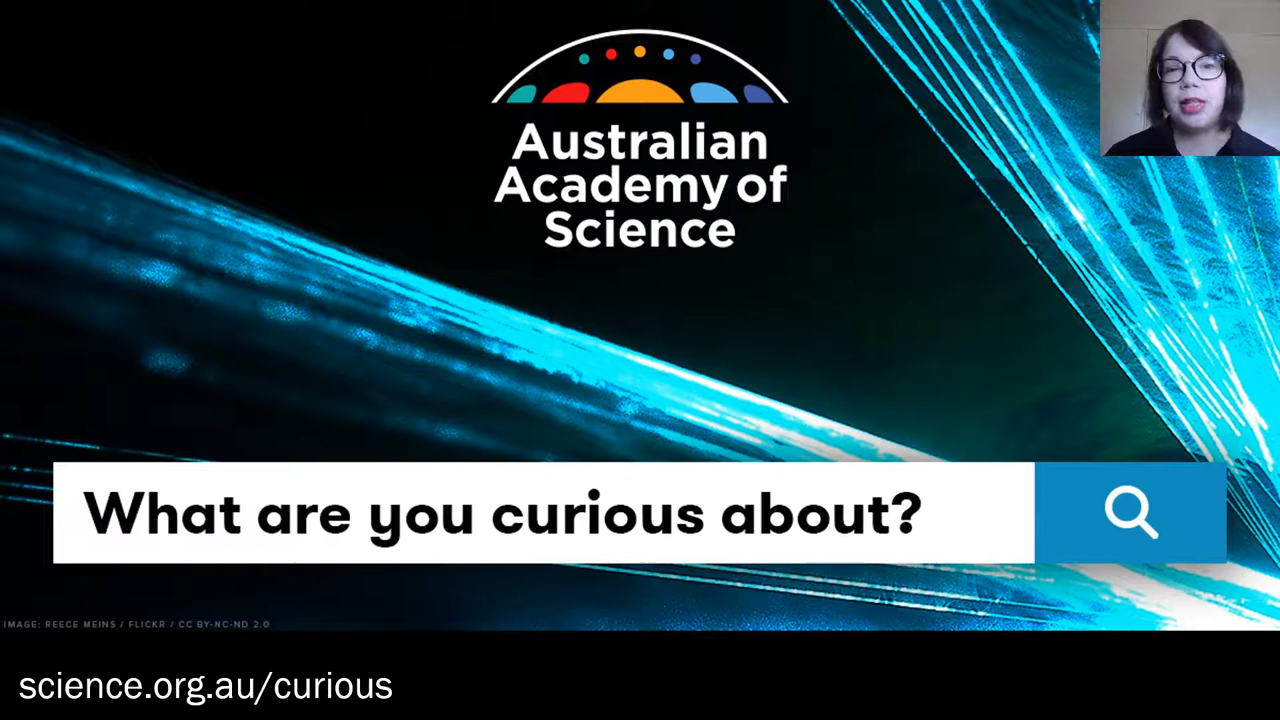 Australian
Academy of
Science
What are you curious about?
IMAGE: REECE MEINS / FLICKR / CC BY-NC-ND 2.0
science.org.au/curious